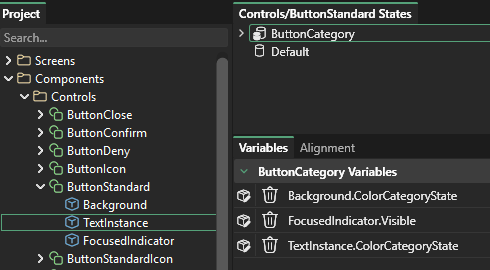 Project
Search...
Screens
Components
Controls
ButtonClose
ButtonConfirm
ButtonDeny
ButtonIcon
ButtonStandard
Background
TextInstance
FocusedIndicator
ButtonStandardIcon
Controls/ButtonStandard States
ButtonCategory
Default
Variables Alignment
ButtonCategory Variables
Background.ColorCategoryState
FocusedIndicator.Visible
TextInstance.ColorCategoryState